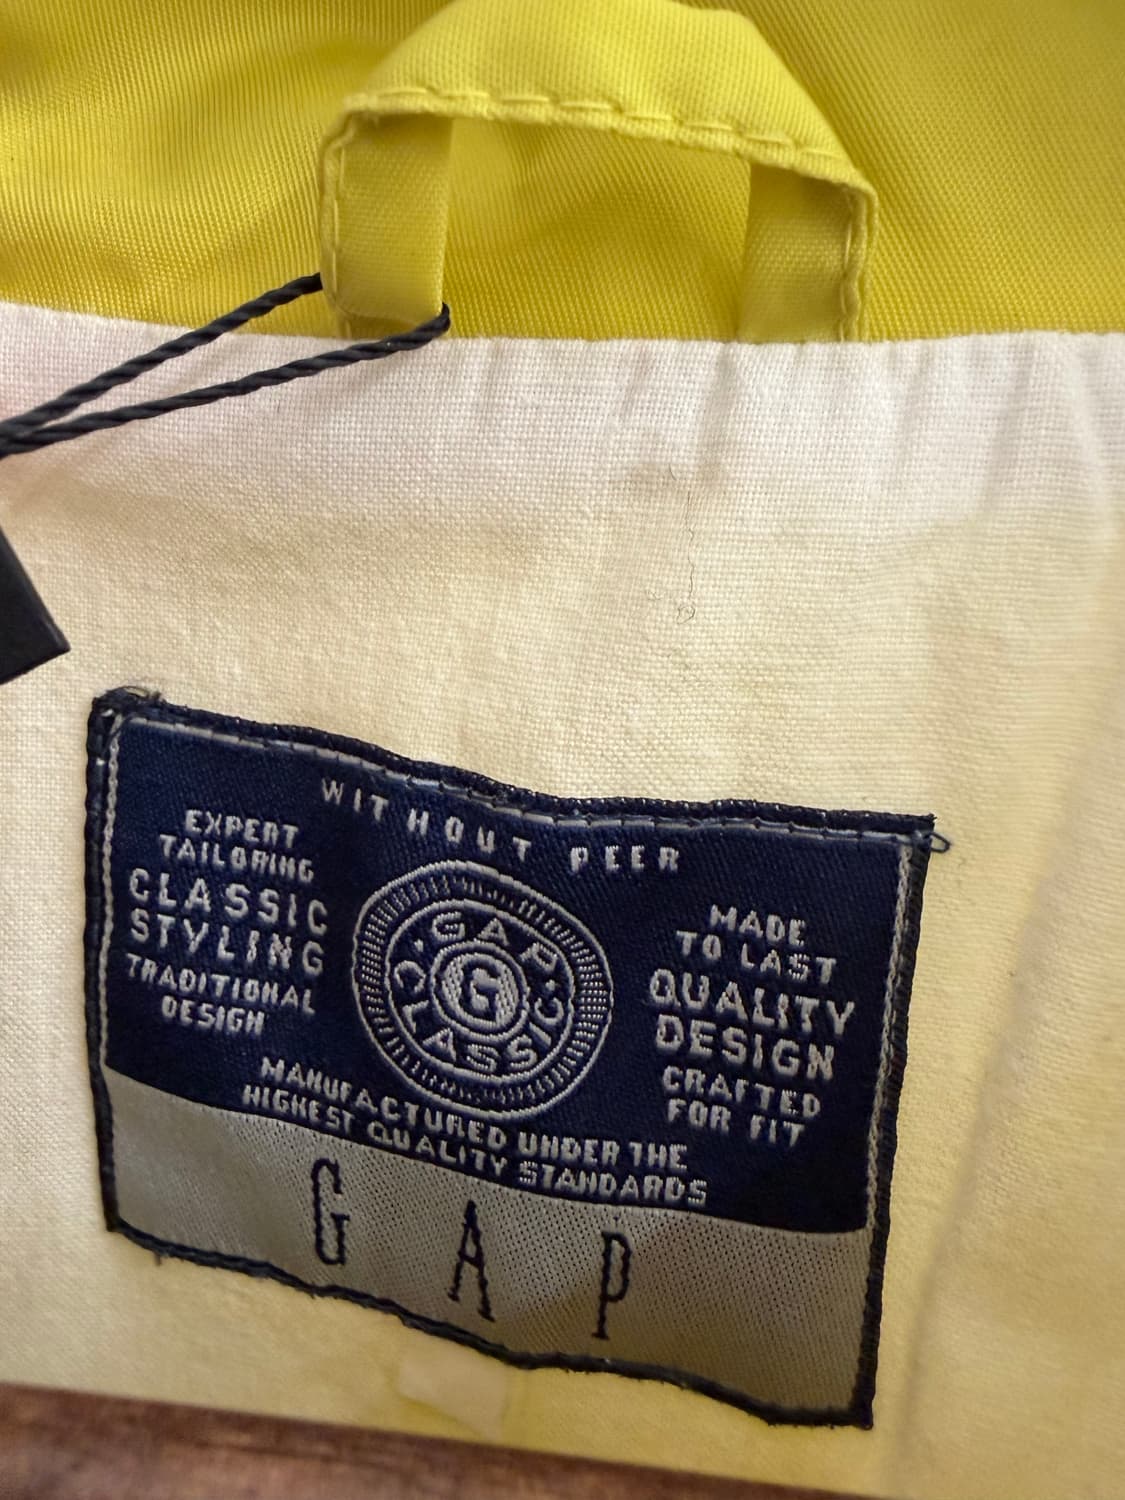 WITHOUT PEER
EXPERT
TAILORING
CLASSIC
STYLING
TRADITIONAL
DESIGN
·GAP·
CLASSIC
G
MADE
TO LAST
QUALITY
DESIGN
CRAFTED
FOR FIT
MANUFACTURED UNDER THE
HIGHEST QUALITY STANDARDS
GAP